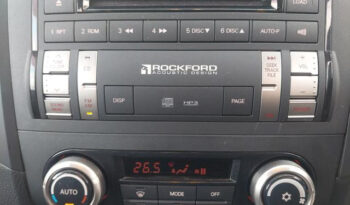 LOAD
1 RPT 2 RDM 3 ◄◄ 4 ►► 5 DISC▼ 6 DISC▲ AUTO-P
ROCKFORD
ACOUSTIC DESIGN
CD
SEEK
TRACK
FILE
VOL
FM
DISP
MP3
PAGE
26.5
AUTO
MODE
OFF